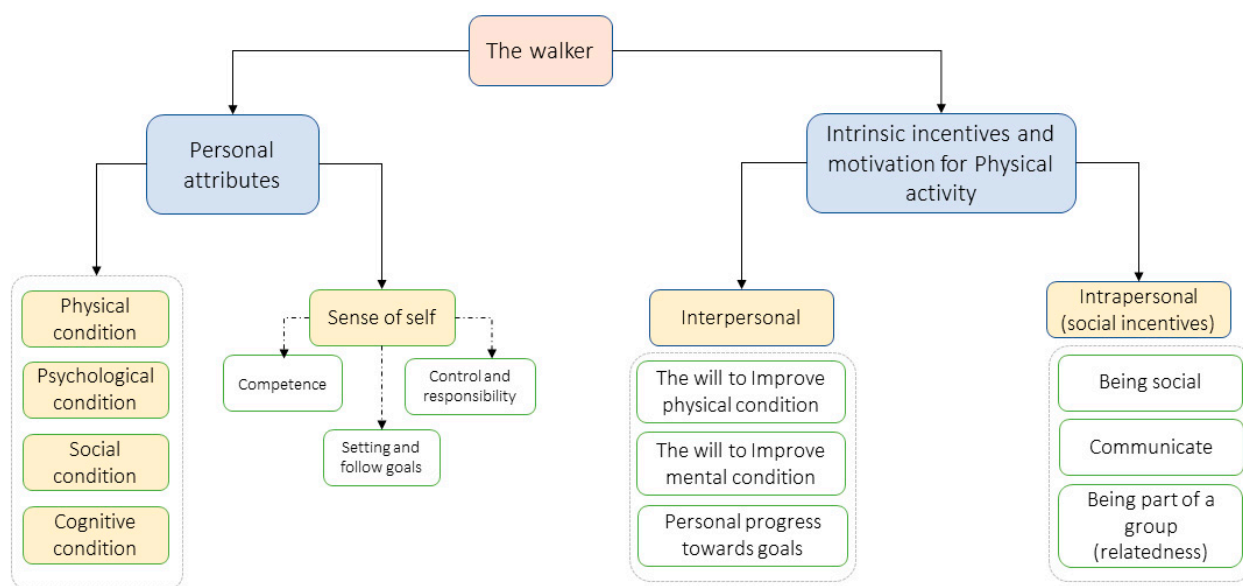 The walker
Personal
attributes
Intrinsic incentives and
motivation for Physical
activity
Physical
condition
Psychological
condition
Social
condition
Cognitive
condition
Sense of self
Competence
Control and
responsibility
Setting and
follow goals
Interpersonal
The will to Improve
physical condition
The will to Improve
mental condition
Personal progress
towards goals
Intrapersonal
(social incentives)
Being social
Communicate
Being part of a
group
(relatedness)